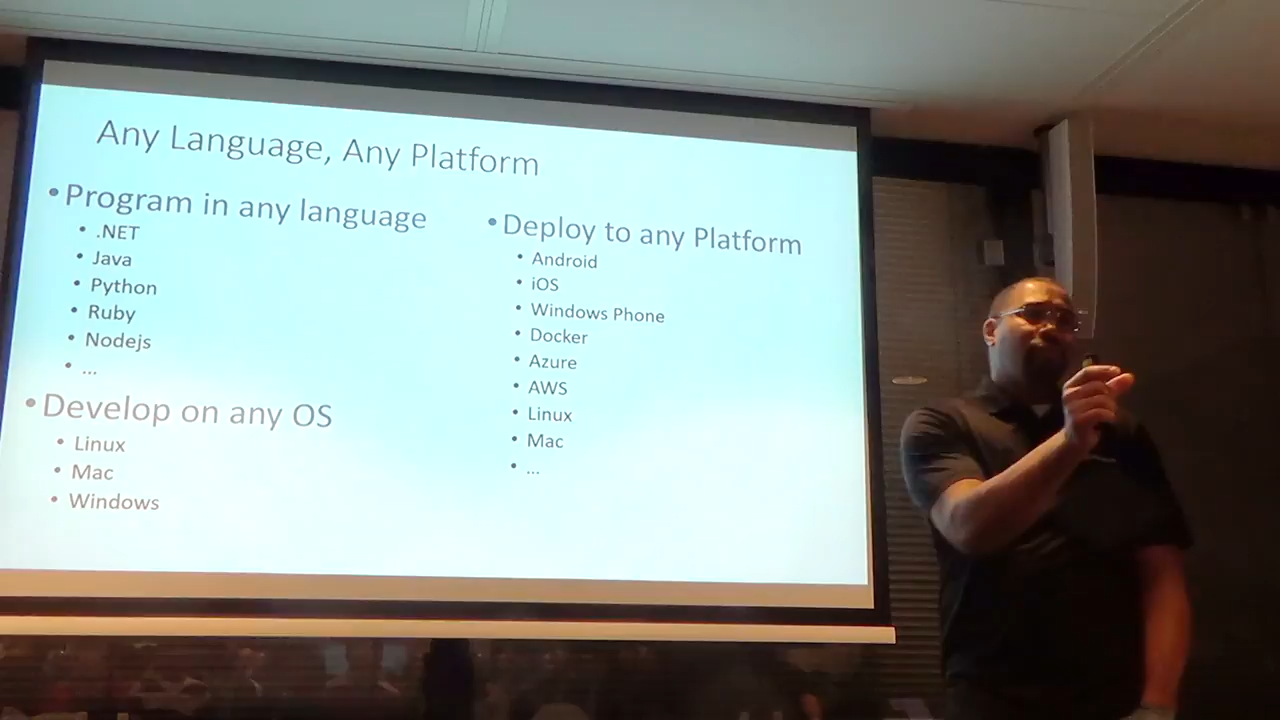 Any Language, Any Platform
•Program in any language
• .NET
• Java
• Python
• Ruby
• Nodejs
• ...
•Develop on any OS
• Linux
• Mac
• Windows
•Deploy to any Platform
• Android
• iOS
• Windows Phone
• Docker
• Azure
• AWS
• Linux
• Mac
• ...